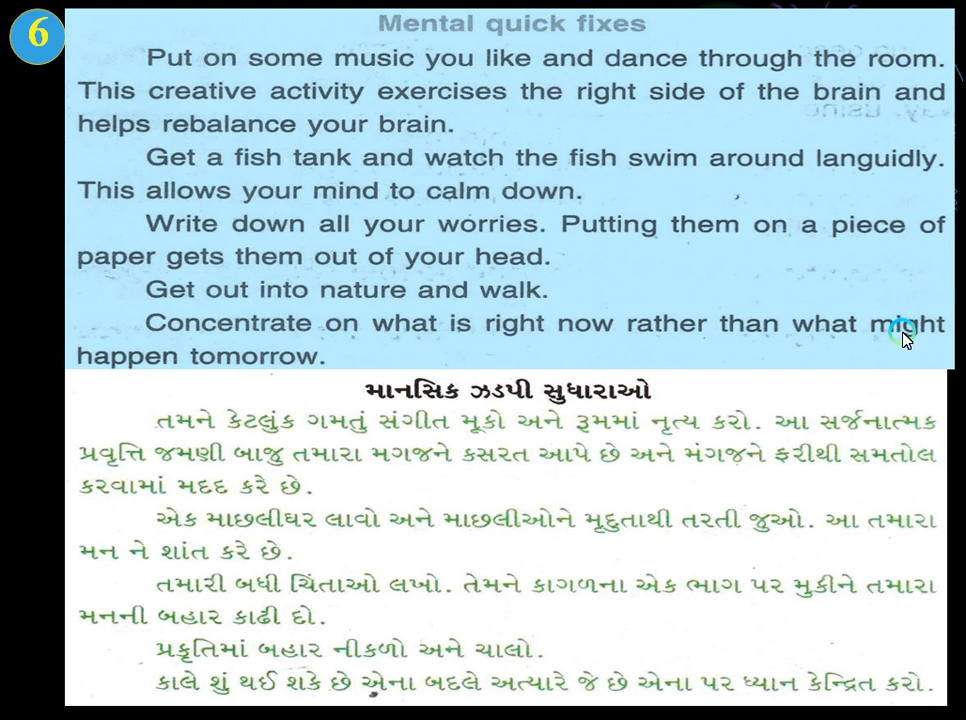 6
Mental quick fixes
Put on some music you like and dance through the room.
This creative activity exercises the right side of the brain and
helps rebalance your brain.
Get a fish tank and watch the fish swim around languidly.
This allows your mind to calm down.
Write down all your worries. Putting them on a piece of
paper gets them out of your head.
Get out into nature and walk.
Concentrate on what is right now rather than what might
happen tomorrow.
માનસિક ઝડપી સુધારાઓ
તમને કેટલુંક ગમતું સંગીત મૂકો અને રૂમમાં નૃત્ય કરો. આ સર્જનાત્મક
પ્રવૃત્તિ જમણી બાજુ તમારા મગજને કસરત આપે છે અને મંગજને ફરીથી સમતોલ
કરવામાં મદદ કરે છે.
એક માછલીઘર લાવો અને માછલીઓને મૃદુતાથી તરતી જુઓ. આ તમારા
મન ને શાંત કરે છે.
તમારી બધી ચિંતાઓ લખો. તેમને કાગળના એક ભાગ પર મુકીને તમારા
મનની બહાર કાઢી દો.
પ્રકૃતિમાં બહાર નીકળો અને ચાલો.
કાલે શું થઈ શકે છે એના બદલે અત્યારે જે છે એના પર ધ્યાન કેન્દ્રિત કરો.